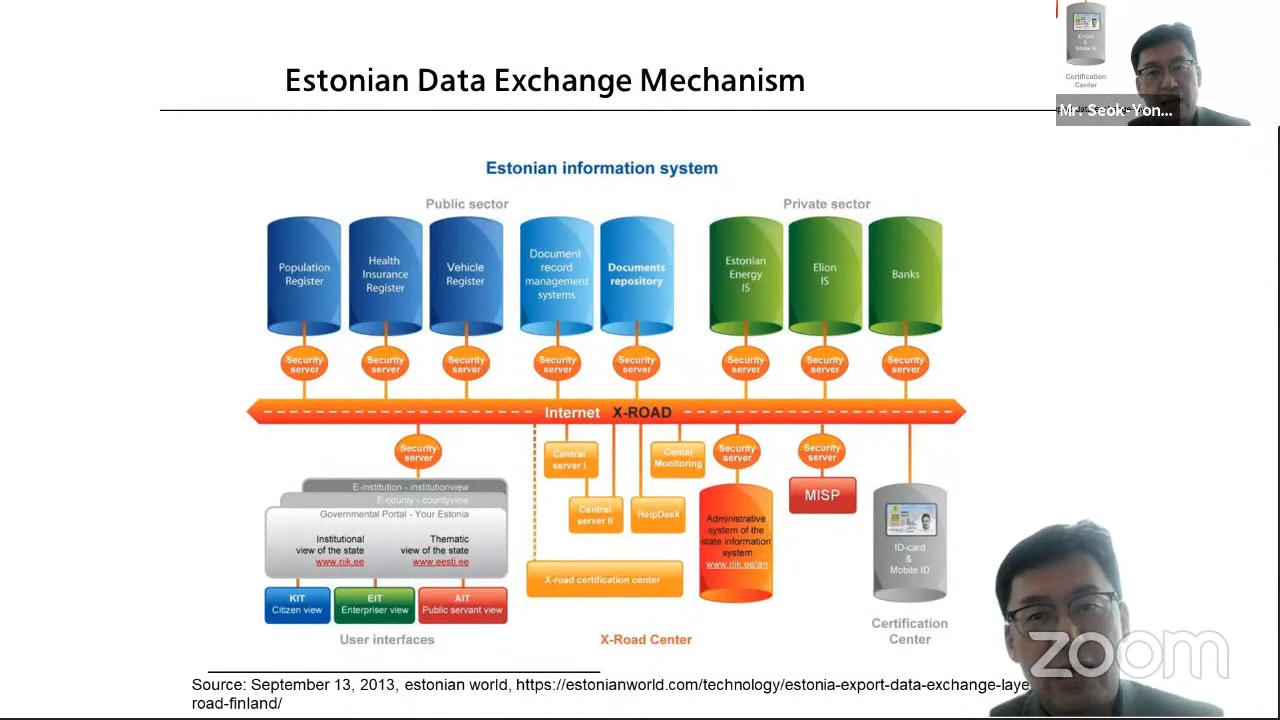 Estonian Data Exchange Mechanism
ID-card
&
Mobile ID
Certification
Center
Mr. Seok-Yon...
Estonian information system
Public sector
Private sector
Population
Register
Health
Insurance
Register
Vehicle
Register
Document
record
management
systems
Documents
repository
Estonian
Energy
IS
Elion
IS
Banks
Security
server
Security
server
Security
server
Security
server
Security
server
Security
server
Security
server
Security
server
Internet X-ROAD
Security
server
E-institution - institutionview
E-county - countyview
Governmental Portal - Your Estonia
Institutional
view of the state
www.riik.ee
Thematic
view of the state
www.eesti.ee
KIT
Citizen view
EIT
Enterpriser view
AIT
Public servant view
User interfaces
Central
server I
Central
server II
Cental
Monitoring
HelpDesk
X-road certification center
X-Road Center
Security
server
Administrative
system of the
state information
system
www.riik.ee/arr
Security
server
MISP
ID-card
&
Mobile ID
Certification
Center
Source: September 13, 2013, estonian world, https://estonianworld.com/technology/estonia-export-data-exchange-laye
road-finland/
zoom